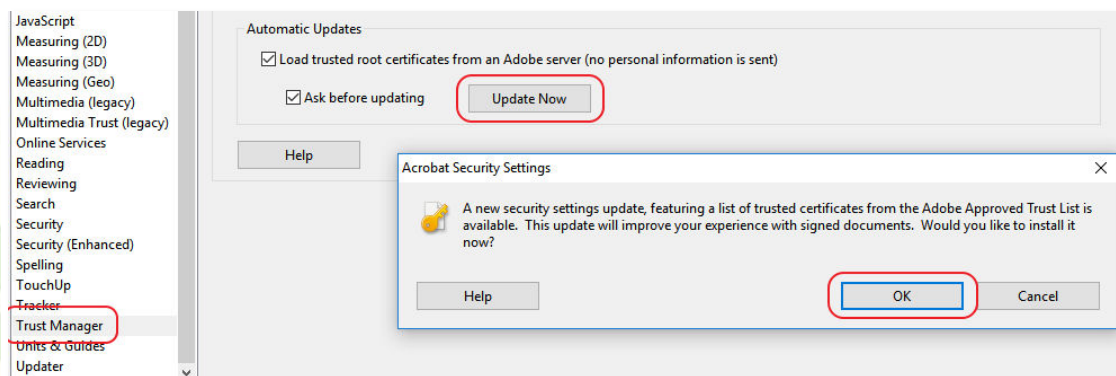 JavaScript
Measuring (2D)
Measuring (3D)
Measuring (Geo)
Multimedia (legacy)
Multimedia Trust (legacy)
Online Services
Reading
Reviewing
Search
Security
Security (Enhanced)
Spelling
TouchUp
Tracker
Trust Manager
Units & Guides
Updater
Automatic Updates
Load trusted root certificates from an Adobe server (no personal information is sent)
Ask before updating
Update Now
Help
Acrobat Security Settings
A new security settings update, featuring a list of trusted certificates from the Adobe Approved Trust List is
available. This update will improve your experience with signed documents. Would you like to install it
now?
Help
OK
Cancel